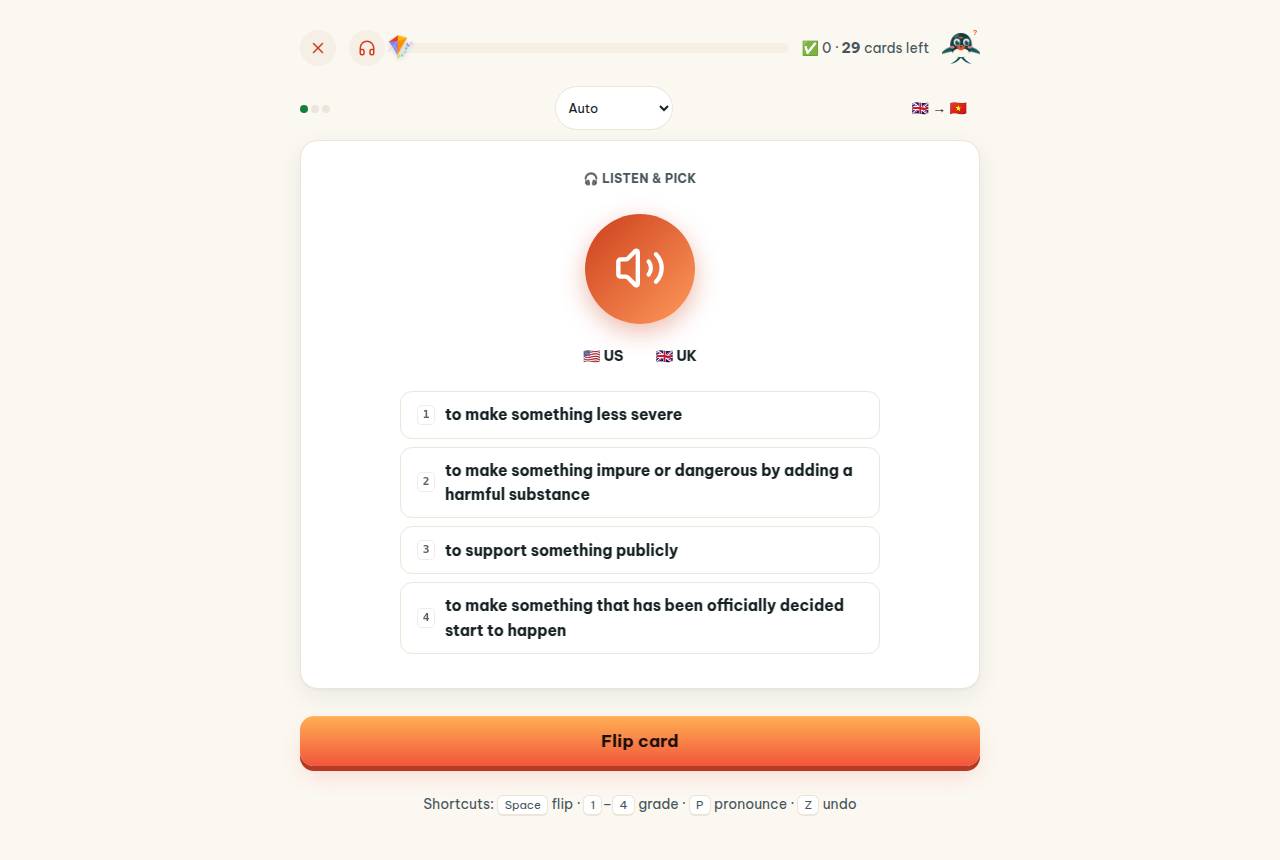 ✅ 0 · 29 cards left
Auto
🇬🇧 → 🇻🇳
🎧 LISTEN & PICK
🇺🇸 US 🇬🇧 UK
1 to make something less severe
2 to make something impure or dangerous by adding a
harmful substance
3 to support something publicly
4 to make something that has been officially decided
start to happen
Flip card
Shortcuts: Space flip · 1 – 4 grade · P pronounce · Z undo